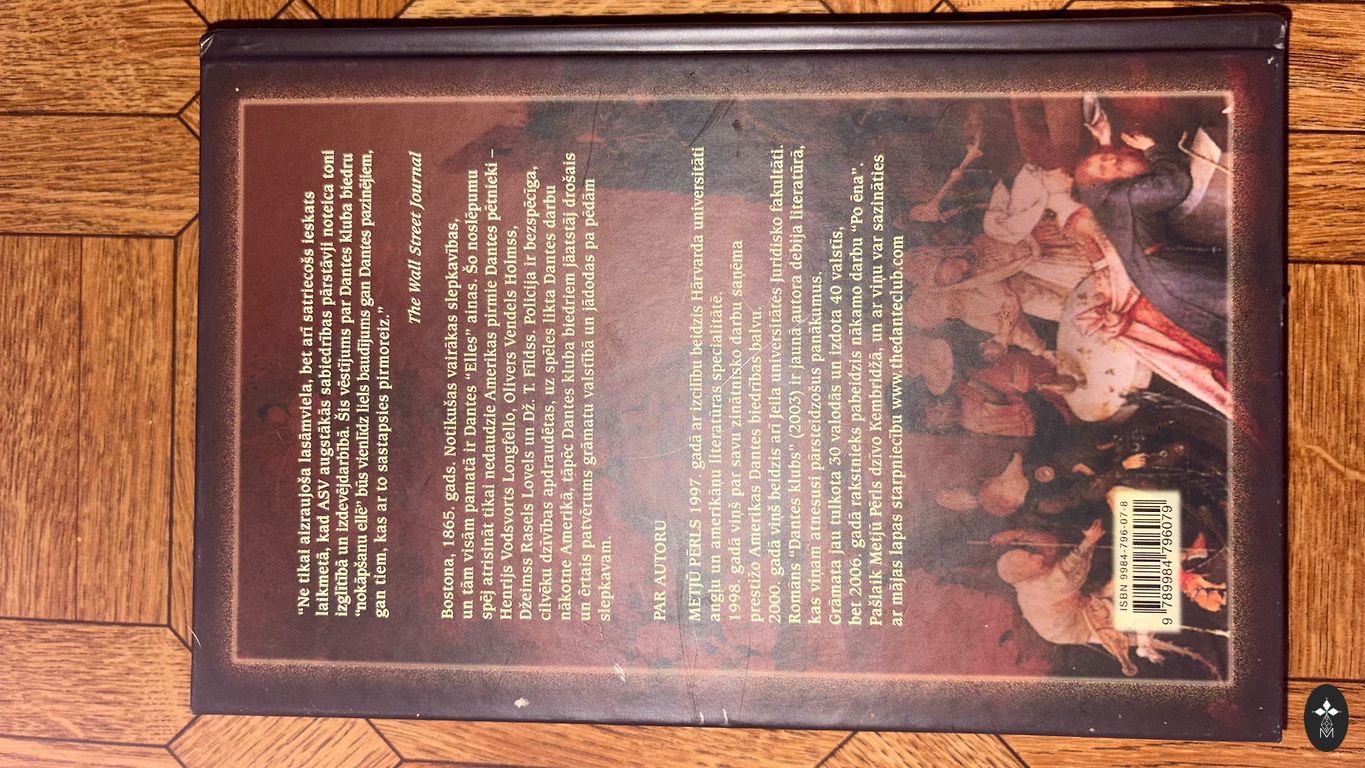 “Ne tikai aizraujoša lasāmviela, bet arī satriecošs ieskats
laikmetā, kad ASV augstākās sabiedrības pārstāvji noteica toni
izglītībā un izdevējdarbībā. Šis vēstījums par Dantes kluba biedru
“nokāpšanu ellē” būs vienlīdz liels baudījums gan Dantes pazinējiem,
gan tiem, kas ar to sastapsies pirmoreiz.”
The Wall Street Journal
Bostona, 1865. gads. Notikušas vairākas slepkavības,
un tām visām pamatā ir Dantes “Elles” ainas. Šo noslēpumu
spēj atrisināt tikai nedaudzie Amerikas pirmie Dantes pētnieki –
Henrijs Vodsvorts Longfello, Olivers Vendels Holmss,
Džeimss Rasels Lovels un Dž. T. Fīldss. Policija ir bezspēcīga,
cilvēku dzīvības apdraudētas, uz spēles likta Dantes darbu
nākotne Amerikā, tāpēc Dantes kluba biedriem jāatstāj drošais
un ērtais patvērums grāmatu valstībā un jādodas pa pēdām
slepkavam.
PAR AUTORU
METJŪ PĒRLS 1997. gadā ar izcilību beidzis Hārvarda universitāti
angļu un amerikāņu literatūras specialitātē.
1998. gadā viņš par savu zinātnisko darbu saņēma
prestižo Amerikas Dantes biedrības balvu.
2000. gadā viņš beidzis arī Jeila universitātes Juridisko fakultāti.
Romāns “Dantes klubs” (2003) ir jaunā autora debija literatūrā,
kas viņam atnesusi pārsteidzošus panākumus.
Grāmata jau tulkota 30 valodās un izdota 40 valstīs,
bet 2006. gadā rakstnieks pabeidzis nākamo darbu “Po ēna”.
Pašlaik Metjū Pērls dzīvo Kembridžā, un ar viņu var sazināties
ar mājas lapas starpniecību www.thedanteclub.com
ISBN 9984-796-07-8
9 789984 796079
M